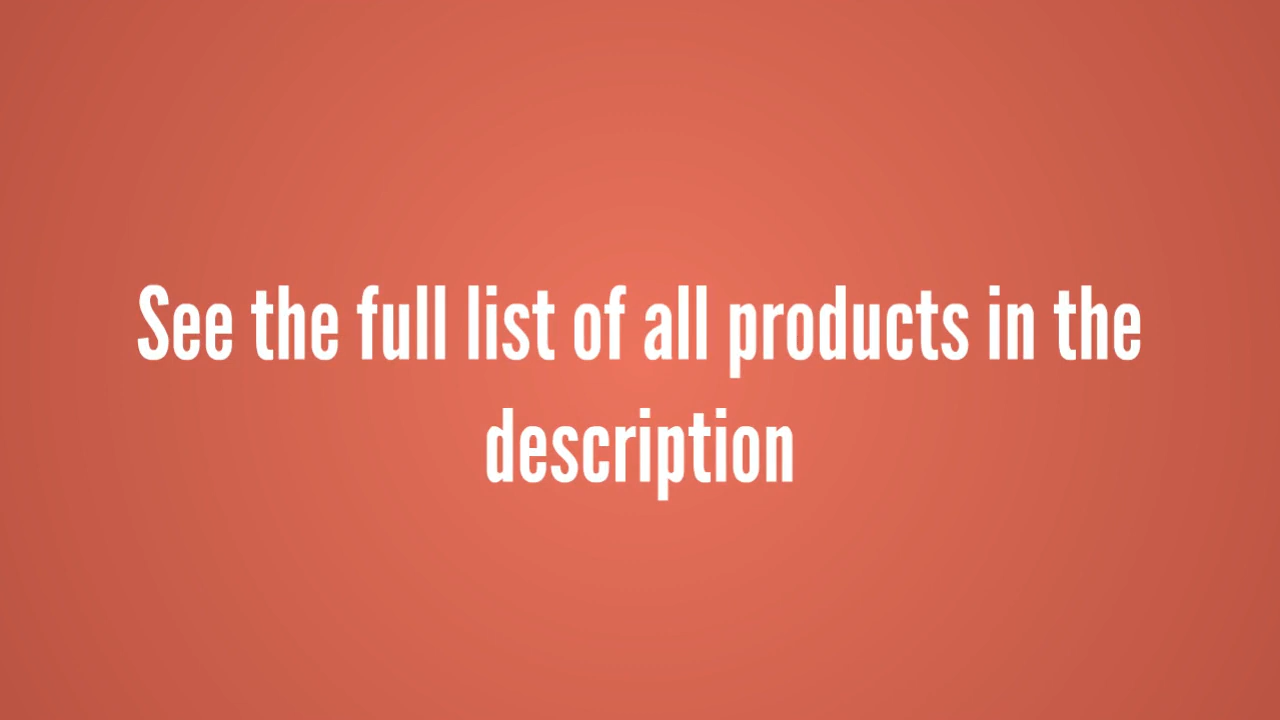 See the full list of all products in the
description